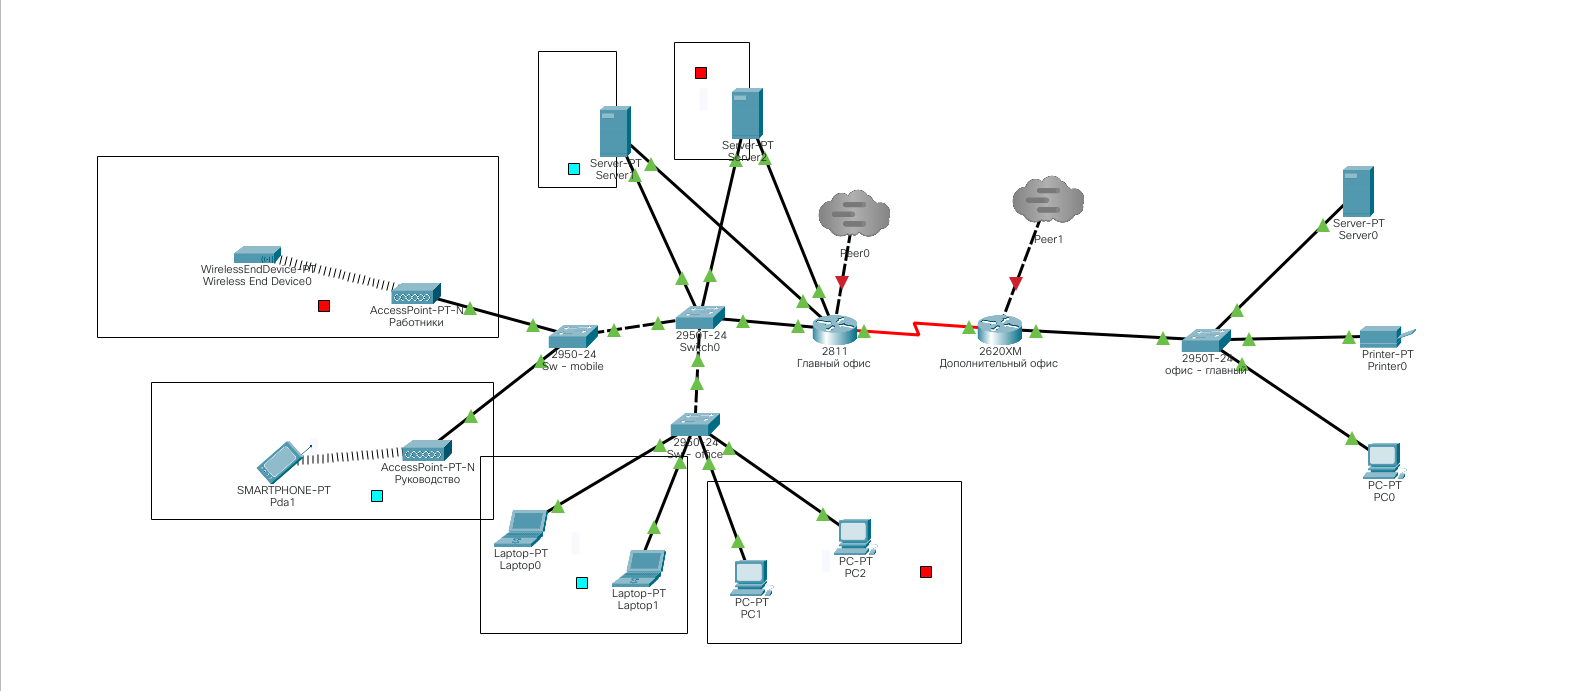 Server-PT
Server1
Server-PT
Server2
Peer0
Peer1
Server-PT
Server0
WirelessEndDevice-PT
Wireless End Device0
AccessPoint-PT-N
Работники
2950-24
Sw - mobile
2950T-24
Switch0
2811
Главный офис
2620XM
Дополнительный офис
2950T-24
офис - главный
Printer-PT
Printer0
SMARTPHONE-PT
Pda1
AccessPoint-PT-N
Руководство
2950-24
Sw - office
PC-PT
PC0
Laptop-PT
Laptop0
Laptop-PT
Laptop1
PC-PT
PC1
PC-PT
PC2